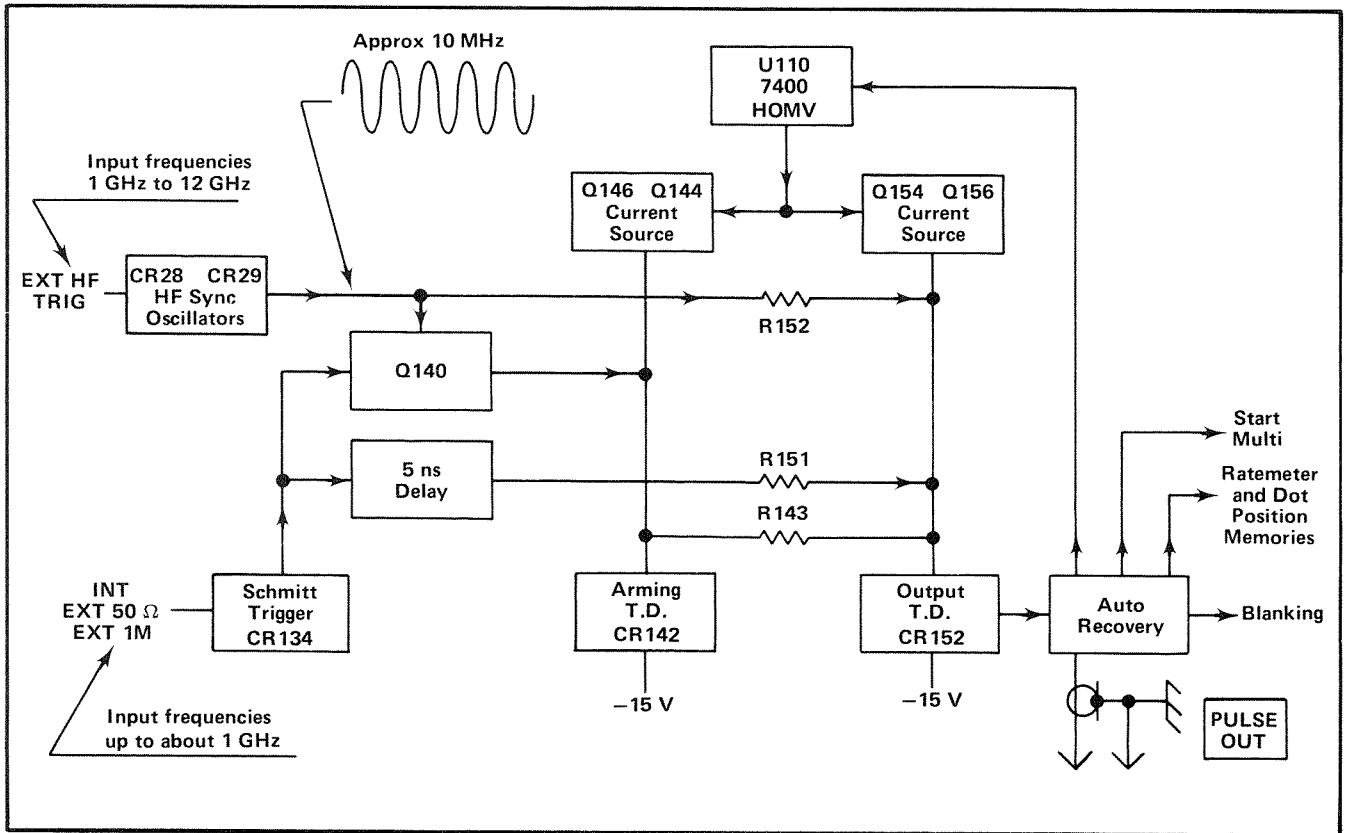 Approx 10 MHz
U110
7400
HOMV
Input frequencies
1 GHz to 12 GHz
Q146 Q144
Current
Source
Q154 Q156
Current
Source
EXT HF
TRIG
CR28 CR29
HF Sync
Oscillators
R152
Q140
5 ns
Delay
R151
R143
Start
Multi
Ratemeter
and Dot
Position
Memories
INT
EXT 50 Ω
EXT 1M
Schmitt
Trigger
CR134
Arming
T.D.
CR142
Output
T.D.
CR152
Auto
Recovery
Blanking
−15 V
−15 V
Input frequencies
up to about 1 GHz
PULSE
OUT